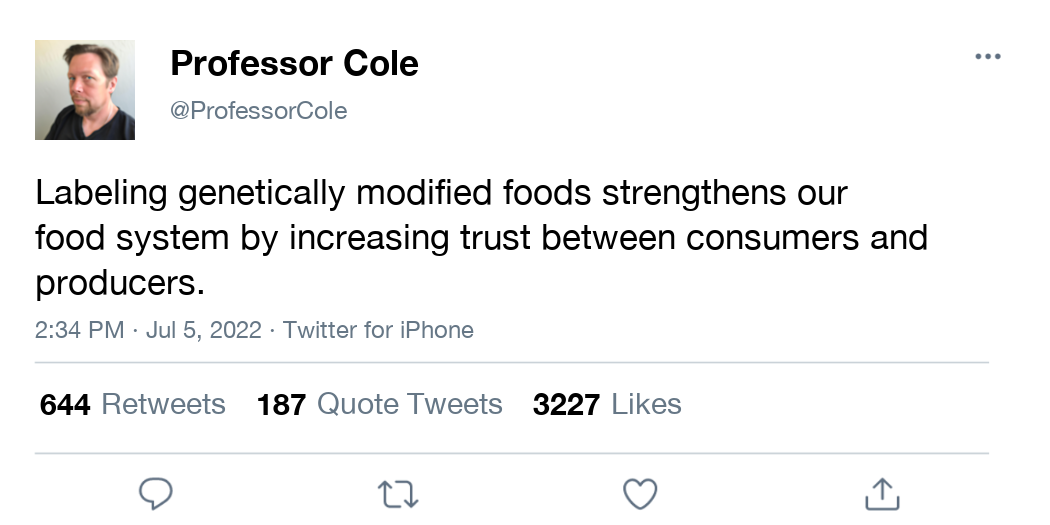 Professor Cole
@ProfessorCole
Labeling genetically modified foods strengthens our
food system by increasing trust between consumers and
producers.
2:34 PM · Jul 5, 2022 · Twitter for iPhone
644 Retweets 187 Quote Tweets 3227 Likes